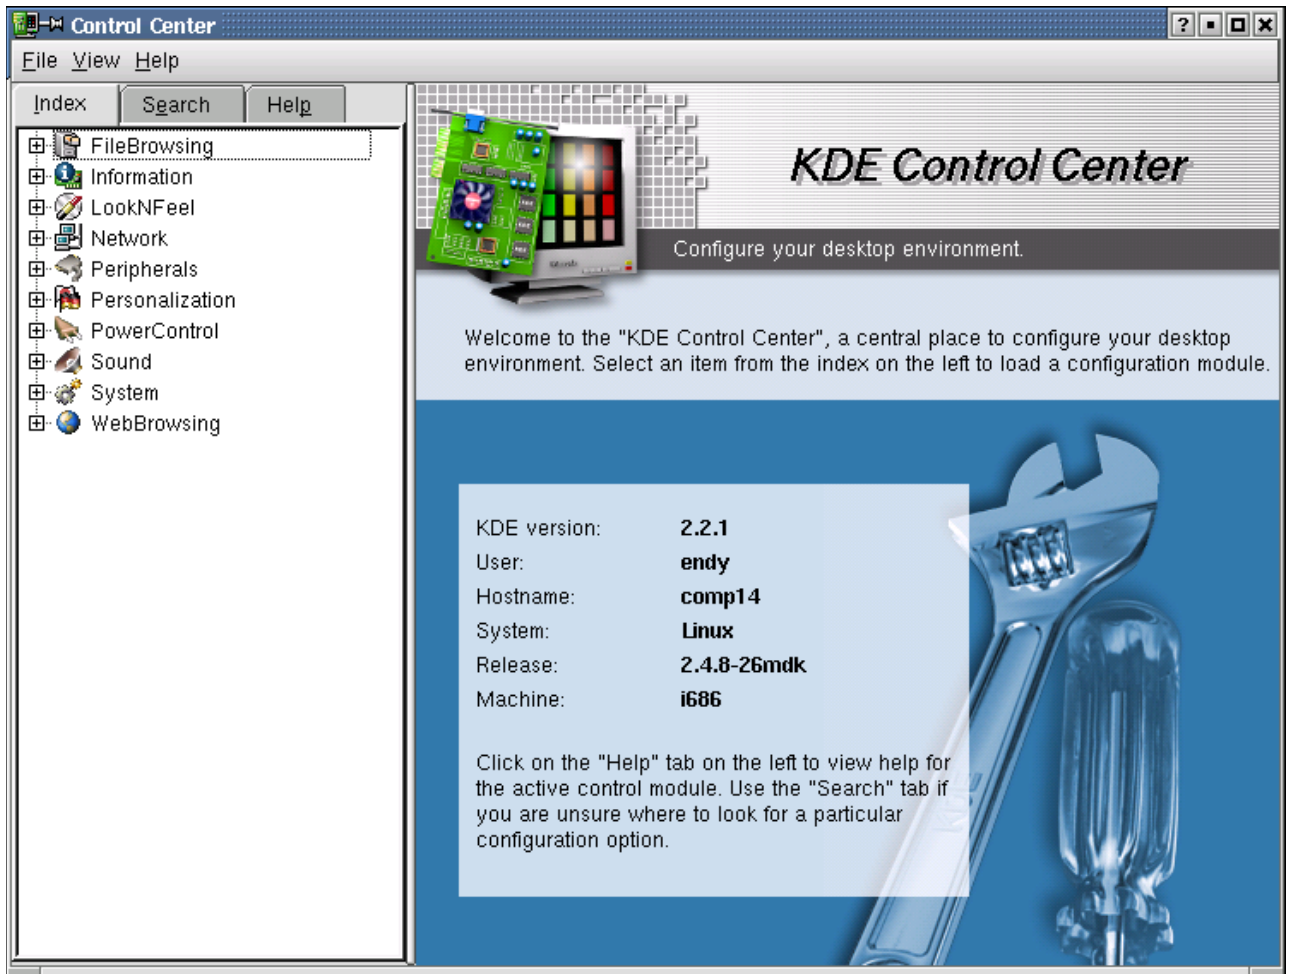 Control Center
File View Help
Index Search Help
FileBrowsing
Information
LookNFeel
Network
Peripherals
Personalization
PowerControl
Sound
System
WebBrowsing
KDE Control Center
Configure your desktop environment.
Welcome to the "KDE Control Center", a central place to configure your desktop
environment. Select an item from the index on the left to load a configuration module.
KDE version: 2.2.1
User: endy
Hostname: comp14
System: Linux
Release: 2.4.8-26mdk
Machine: i686
Click on the "Help" tab on the left to view help for
the active control module. Use the "Search" tab if
you are unsure where to look for a particular
configuration option.
KDE